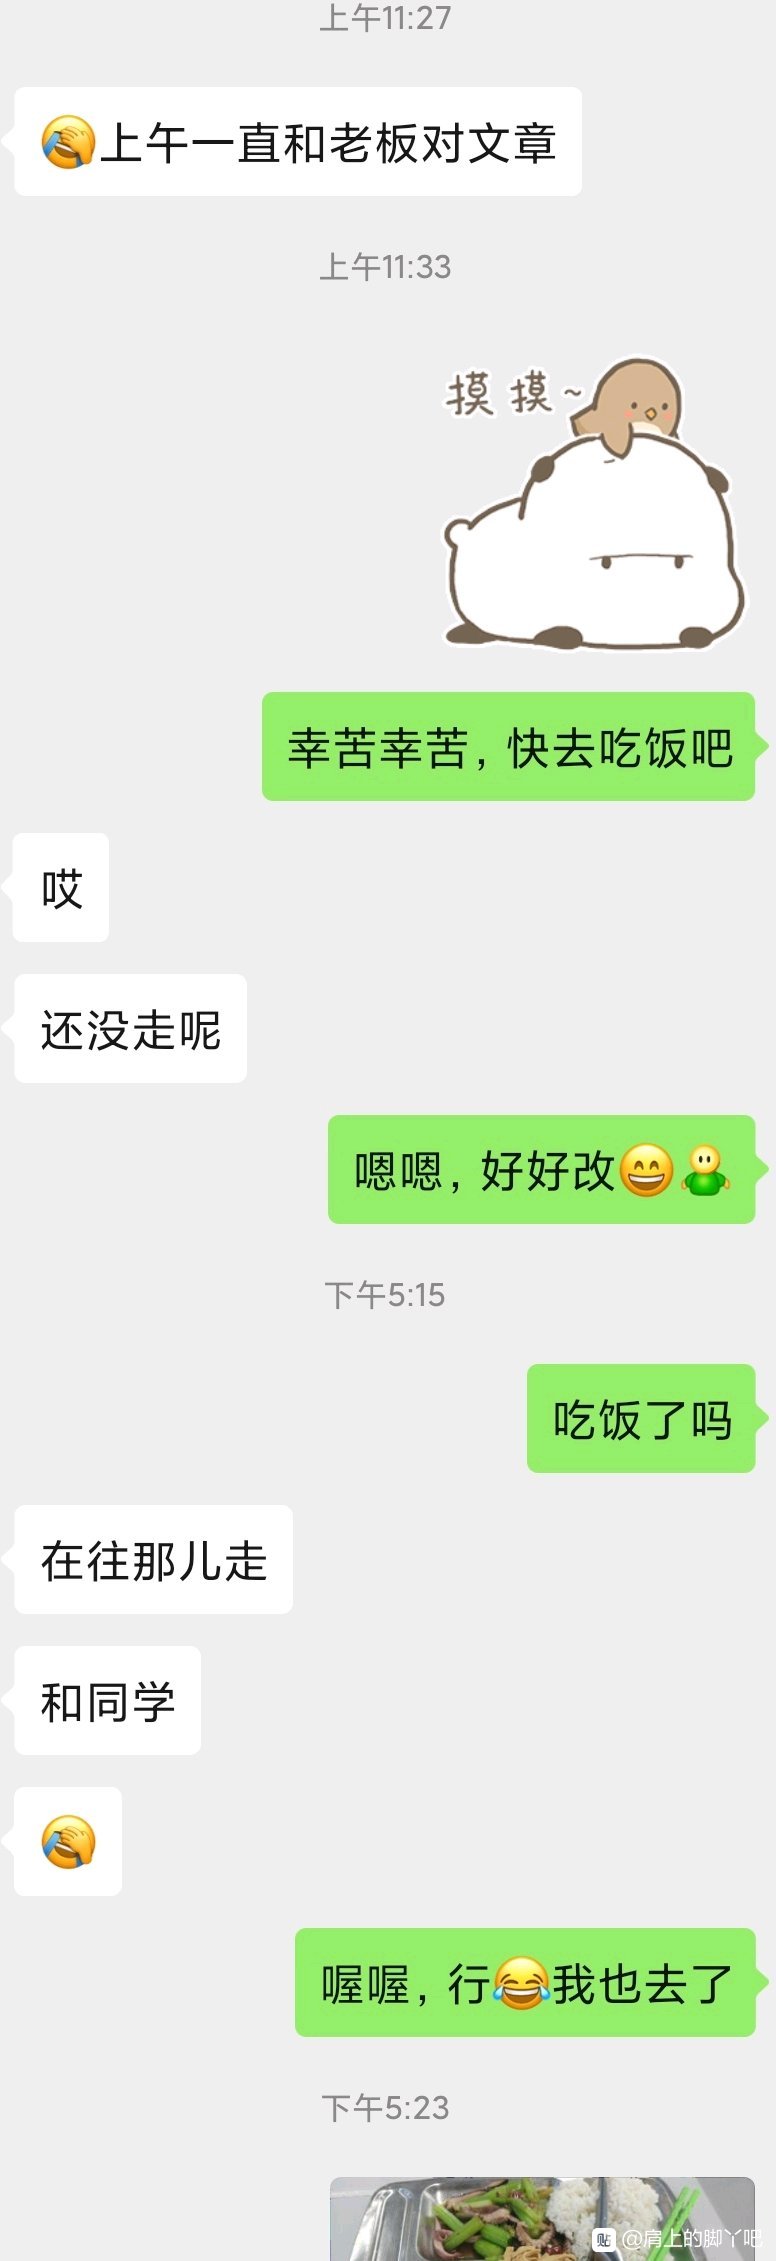 上午11:27
🤦上午一直和老板对文章
上午11:33
摸摸~
幸苦幸苦，快去吃饭吧
哎
还没走呢
嗯嗯，好好改😄
下午5:15
吃饭了吗
在往那儿走
和同学
喔喔，行😂我也去了
下午5:23
贴 @肩上的脚丫吧